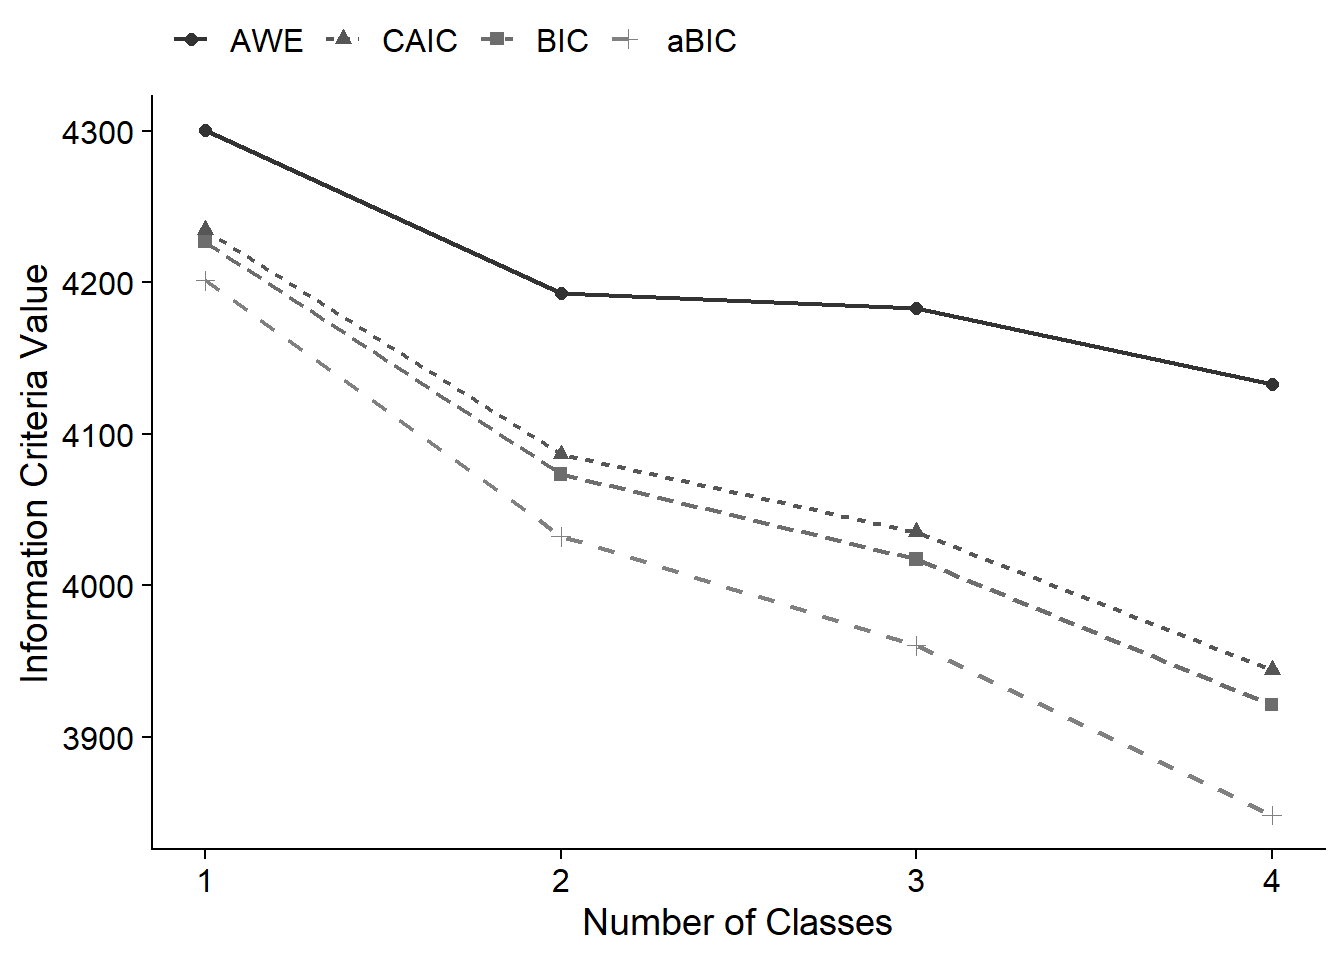 AWE CAIC BIC aBIC
Information Criteria Value
4300
4200
4100
4000
3900
1 2 3 4
Number of Classes